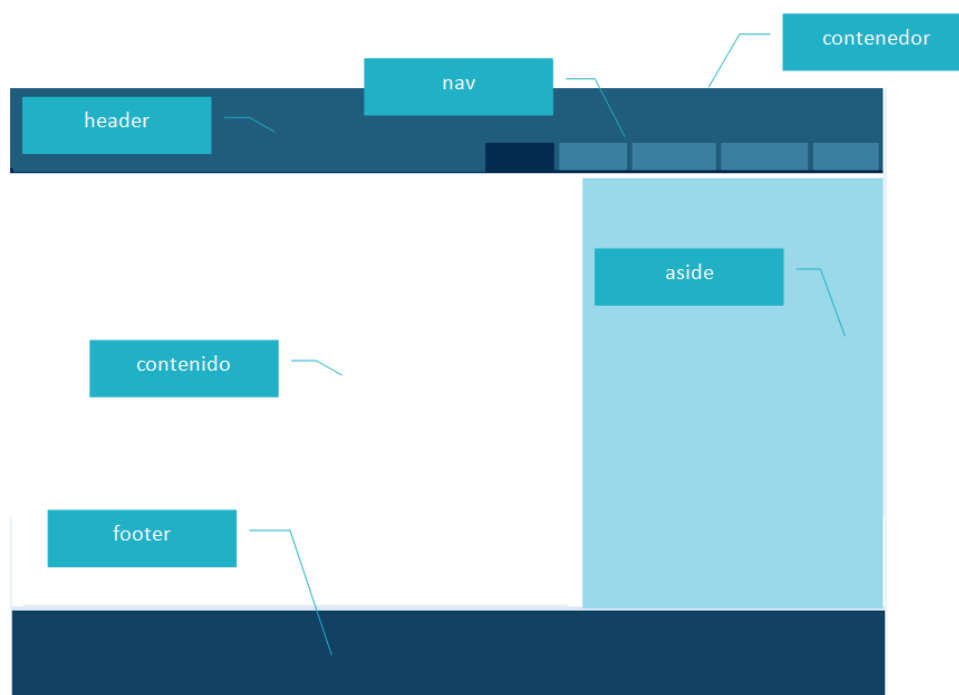 contenedor
nav
header
aside
contenido
footer